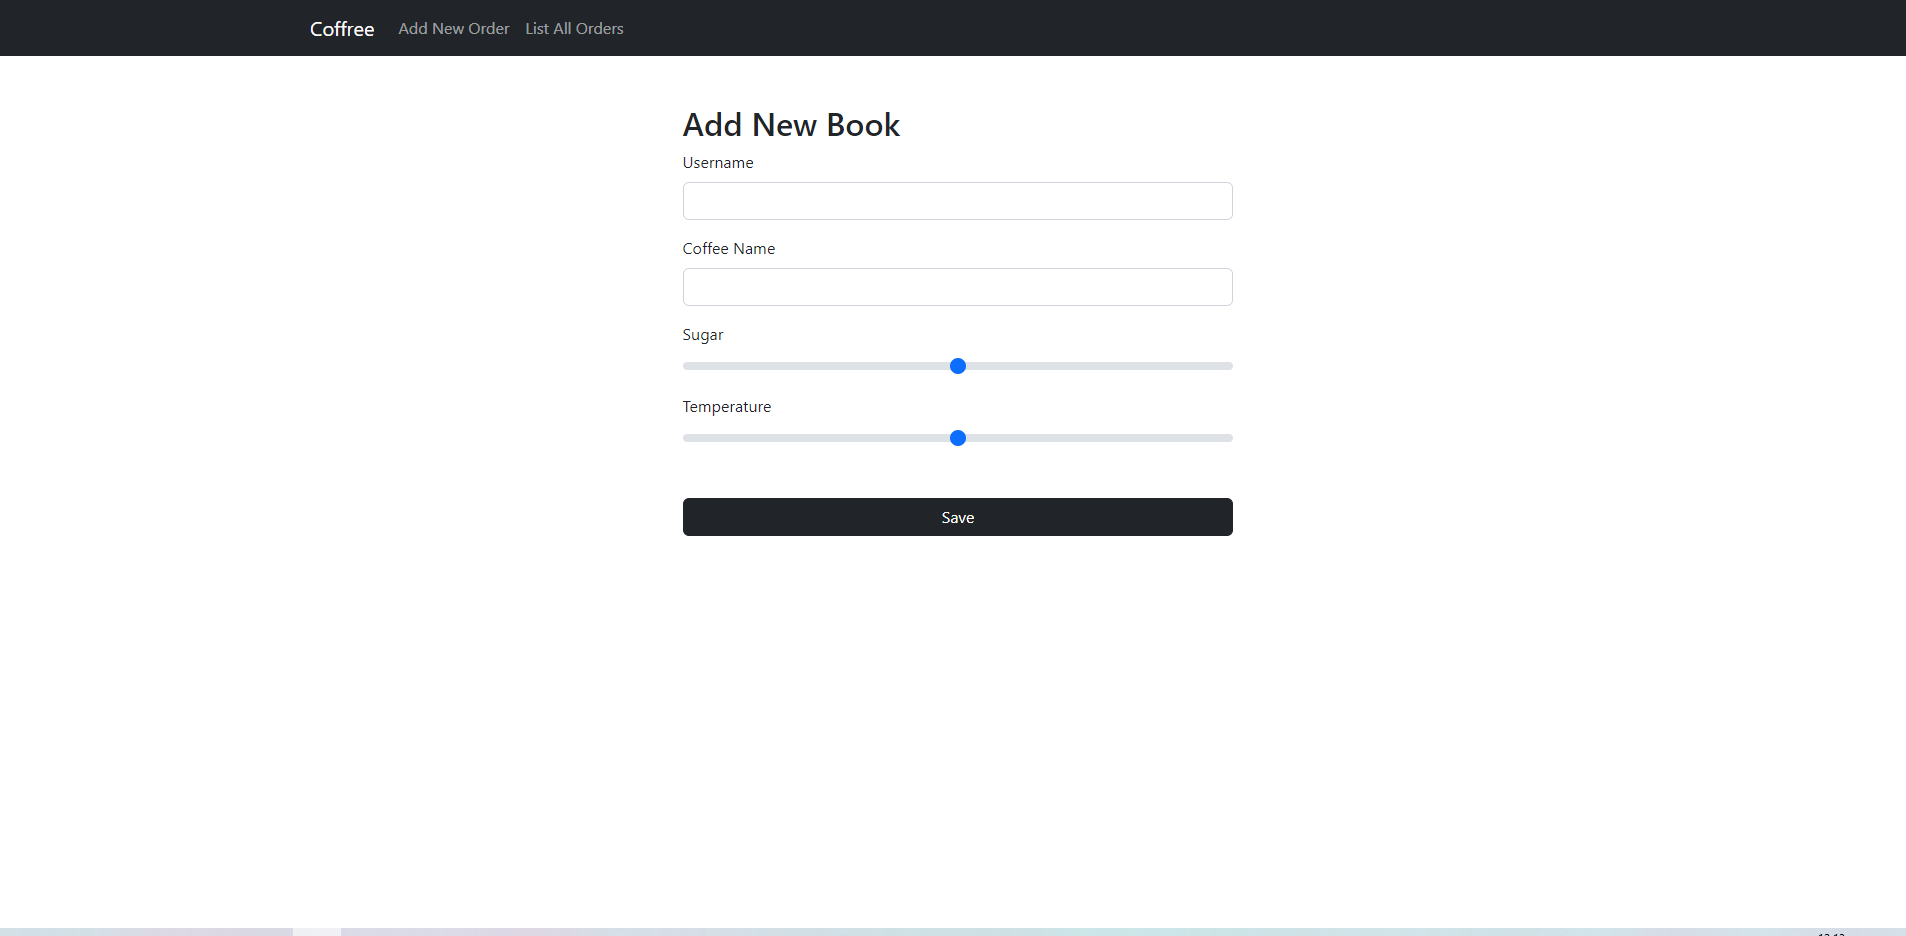 Coffree Add New Order List All Orders
Add New Book
Username
Coffee Name
Sugar
Temperature
Save